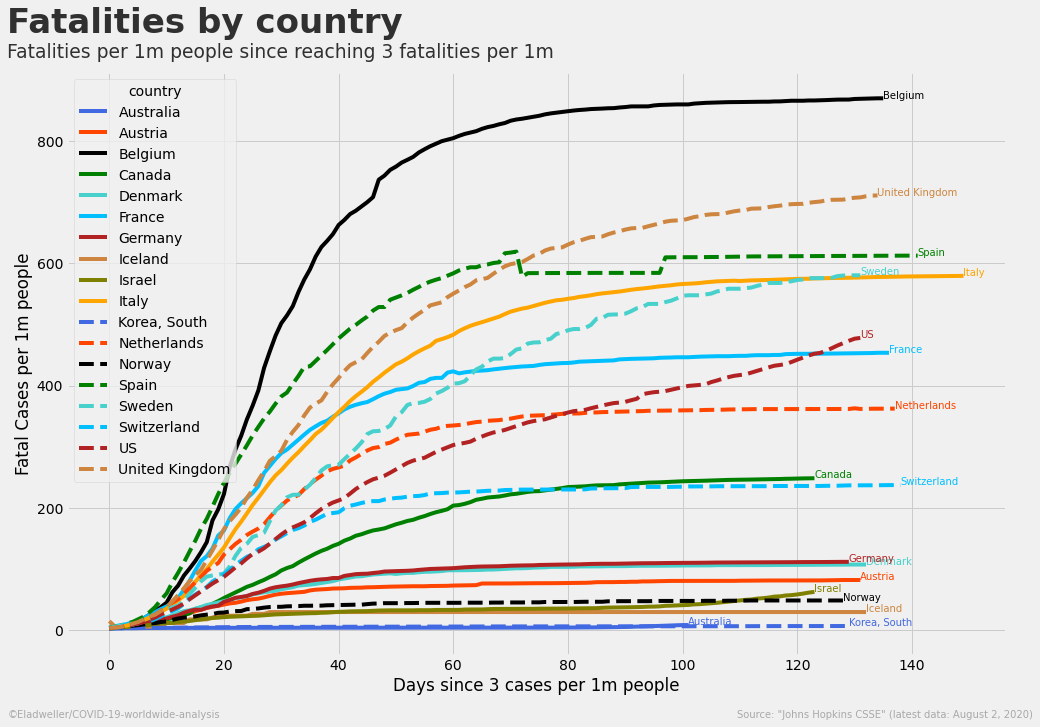 Fatalities by country
Fatalities per 1m people since reaching 3 fatalities per 1m
country
Australia
Austria
Belgium
Canada
Denmark
France
Germany
Iceland
Israel
Italy
Korea, South
Netherlands
Norway
Spain
Sweden
Switzerland
US
United Kingdom
Fatal Cases per 1m people
800
600
400
200
0
Belgium
United Kingdom
Spain
Sweden
Italy
US
France
Netherlands
Canada
Switzerland
Germany
Denmark
Austria
Israel
Norway
Iceland
Australia
Korea, South
0 20 40 60 80 100 120 140
Days since 3 cases per 1m people
©Eladweller/COVID-19-worldwide-analysis
Source: "Johns Hopkins CSSE" (latest data: August 2, 2020)